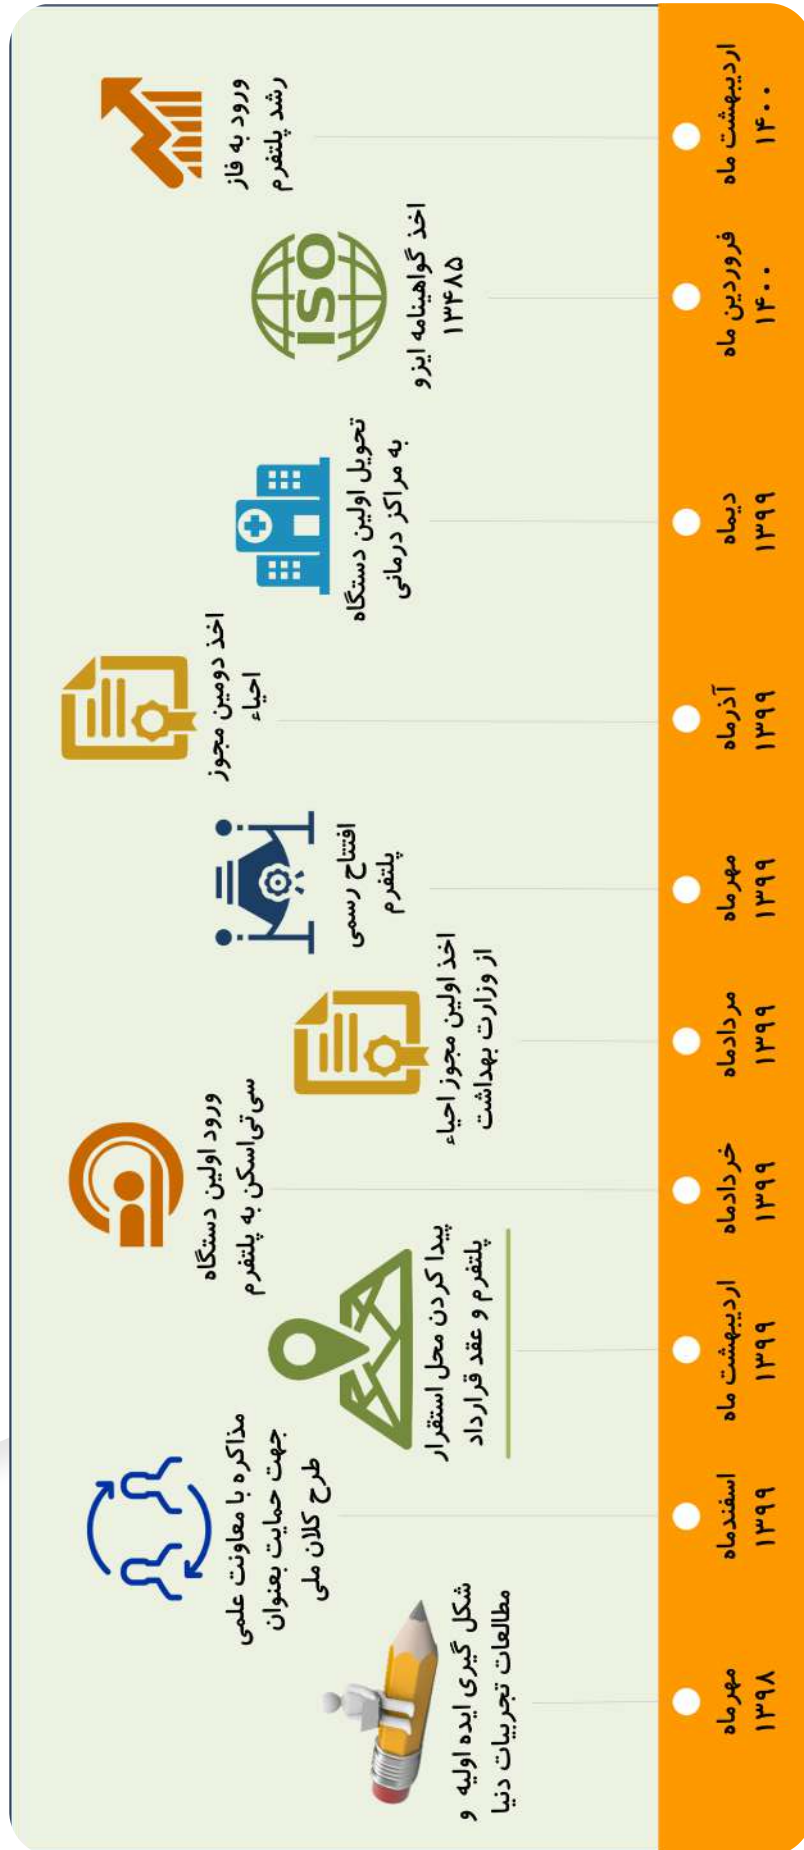 شکل گیری ایده اولیه و
مطالعات تجربیات دنیا
مهرماه
۱۳۹۸
مذاکره با معاونت علمی
جهت حمایت بعنوان
طرح کلان ملی
اسفندماه
۱۳۹۹
پیدا کردن محل استقرار
پلتفرم و عقد قرارداد
اردیبهشت ماه
۱۳۹۹
ورود اولین دستگاه
سی‌تی‌اسکن به پلتفرم
خردادماه
۱۳۹۹
اخذ اولین مجوز احیاء
از وزارت بهداشت
مردادماه
۱۳۹۹
افتتاح رسمی
پلتفرم
مهرماه
۱۳۹۹
اخذ دومین مجوز
احیاء
آذرماه
۱۳۹۹
تحویل اولین دستگاه
به مراکز درمانی
دیماه
۱۳۹۹
ISO
اخذ گواهینامه ایزو
۱۳۴۸۵
فروردین ماه
۱۴۰۰
ورود به فاز
رشد پلتفرم
اردیبهشت ماه
۱۴۰۰